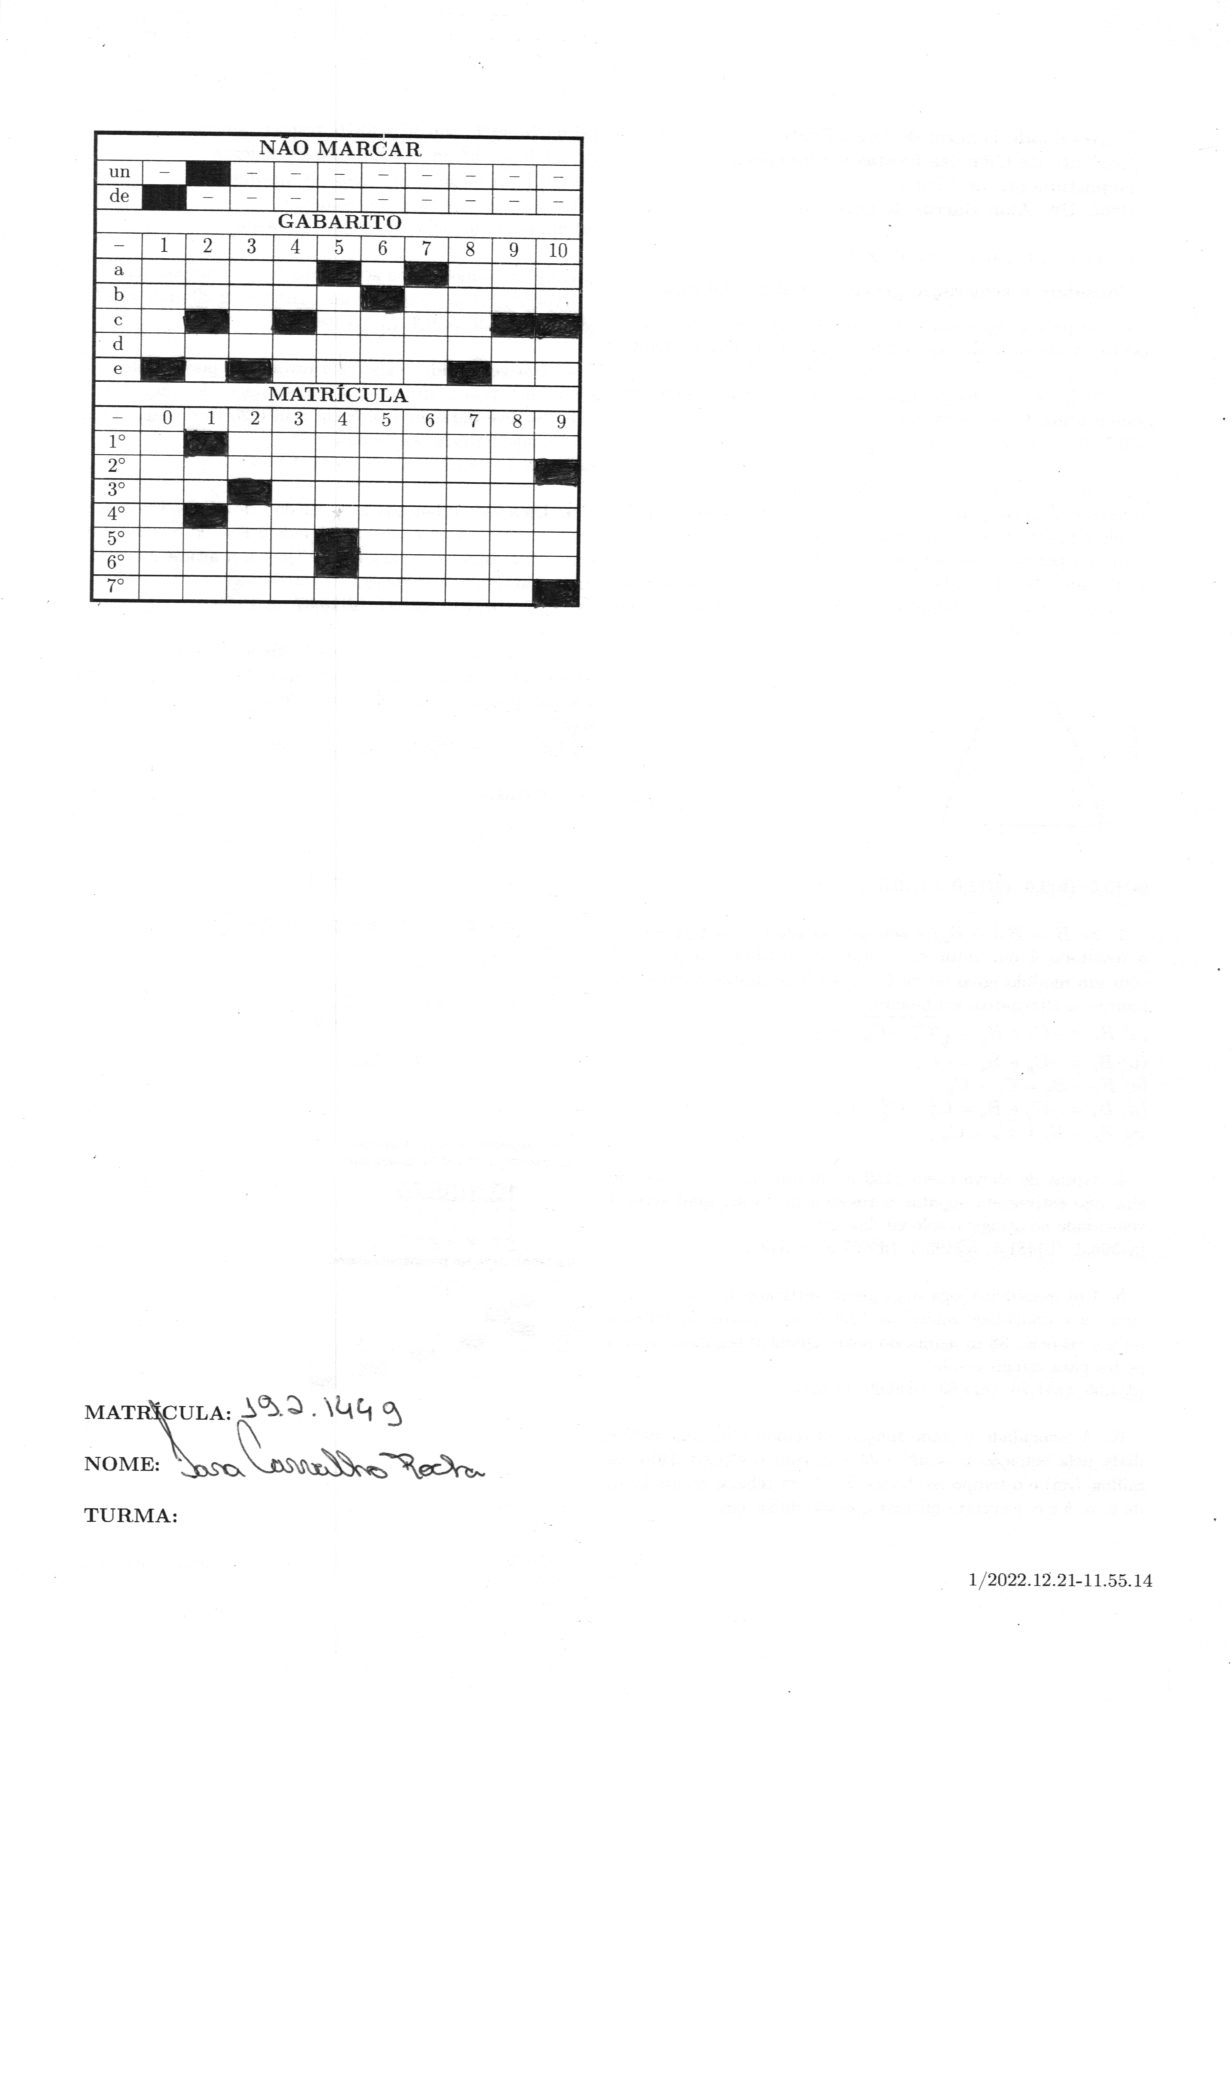 NÃO MARCAR
un – – – – – – – – –
de – – – – – – – – –
GABARITO
– 1 2 3 4 5 6 7 8 9 10
a
b
c
d
e
MATRÍCULA
– 0 1 2 3 4 5 6 7 8 9
1°
2°
3°
4°
5°
6°
7°
MATRÍCULA: 19.2.1449
NOME: Carvalho Rocha
TURMA:
1/2022.12.21-11.55.14